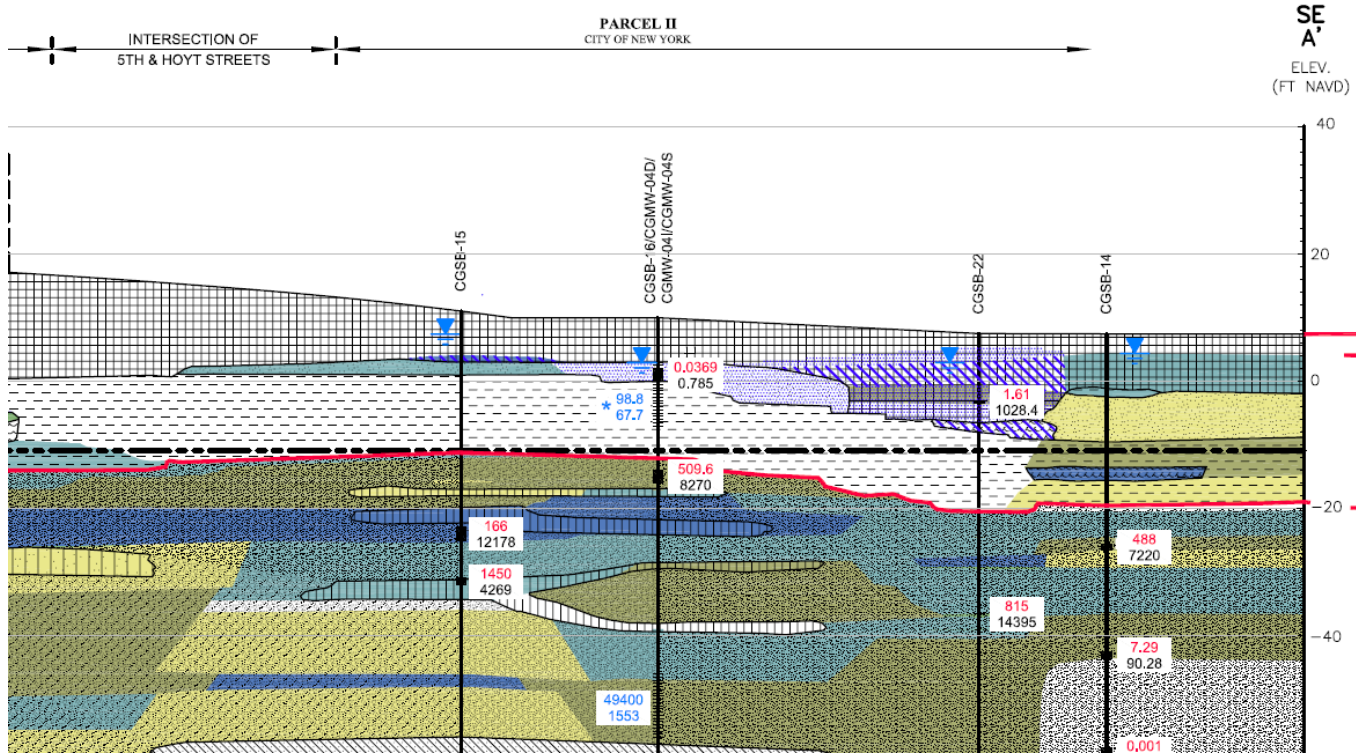 PARCEL II
CITY OF NEW YORK
INTERSECTION OF
5TH & HOYT STREETS
SE
A'
ELEV.
(FT NAVD)
40
20
0
−20
−40
CGSB-15
CGSB-16/CGMW-04D/
CGMW-04I/CGMW-04S
CGSB-22
CGSB-14
0.0369
0.785
98.8
* 67.7
1.61
1028.4
509.6
8270
166
12178
1450
4269
488
7220
815
14395
7.29
90.28
49400
1553
0.001